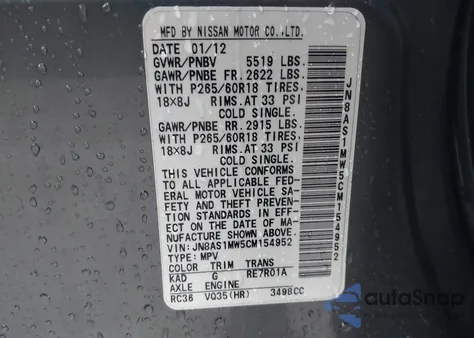 MFD BY NISSAN MOTOR CO.,LTD.
DATE 01/12
GVWR/PNBV 5519 LBS.
GAWR/PNBE FR. 2622 LBS.
WITH P265/60R18 TIRES,
18x8J RIMS. AT 33 PSI
COLD SINGLE.
GAWR/PNBE RR. 2915 LBS.
WITH P265/60R18 TIRES,
18x8J RIMS. AT 33 PSI
COLD SINGLE.
THIS VEHICLE CONFORMS
TO ALL APPLICABLE FED-
ERAL MOTOR VEHICLE SA-
FETY AND THEFT PREVEN-
TION STANDARDS IN EFF-
ECT ON THE DATE OF MA-
NUFACTURE SHOWN ABOVE.
VIN: JN8AS1MW5CM154952
TYPE: MPV
COLOR TRIM TRANS
KAD G RE7R01A
AXLE ENGINE
RC36 VQ35(HR) 3498CC
JN8AS1MW5CM154952
autoSnap